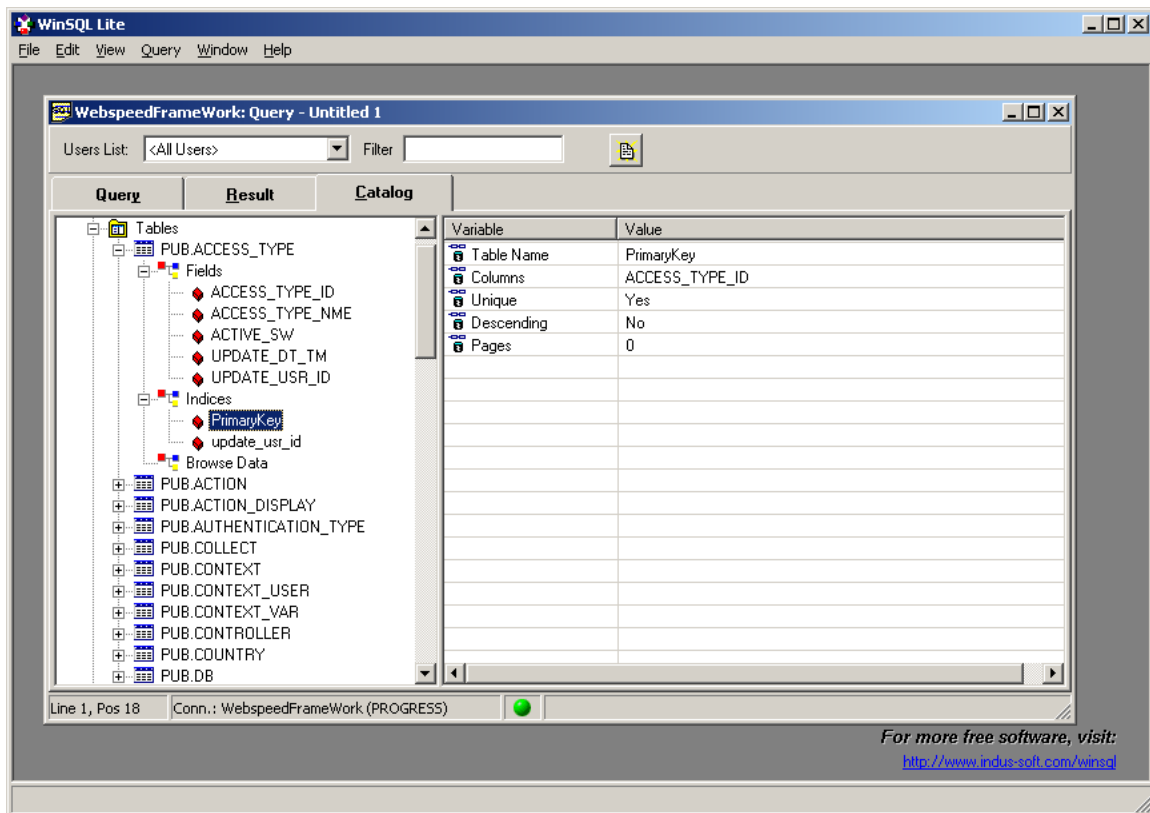 WinSQL Lite
File Edit View Query Window Help
WebspeedFrameWork: Query - Untitled 1
Users List: <All Users> Filter
Query Result Catalog
Tables
PUB.ACCESS_TYPE
Fields
ACCESS_TYPE_ID
ACCESS_TYPE_NME
ACTIVE_SW
UPDATE_DT_TM
UPDATE_USR_ID
Indices
PrimaryKey
update_usr_id
Browse Data
PUB.ACTION
PUB.ACTION_DISPLAY
PUB.AUTHENTICATION_TYPE
PUB.COLLECT
PUB.CONTEXT
PUB.CONTEXT_USER
PUB.CONTEXT_VAR
PUB.CONTROLLER
PUB.COUNTRY
PUB.DB
Variable Value
Table Name PrimaryKey
Columns ACCESS_TYPE_ID
Unique Yes
Descending No
Pages 0
Line 1, Pos 18 Conn.: WebspeedFrameWork (PROGRESS)
For more free software, visit:
http://www.indus-soft.com/winsql